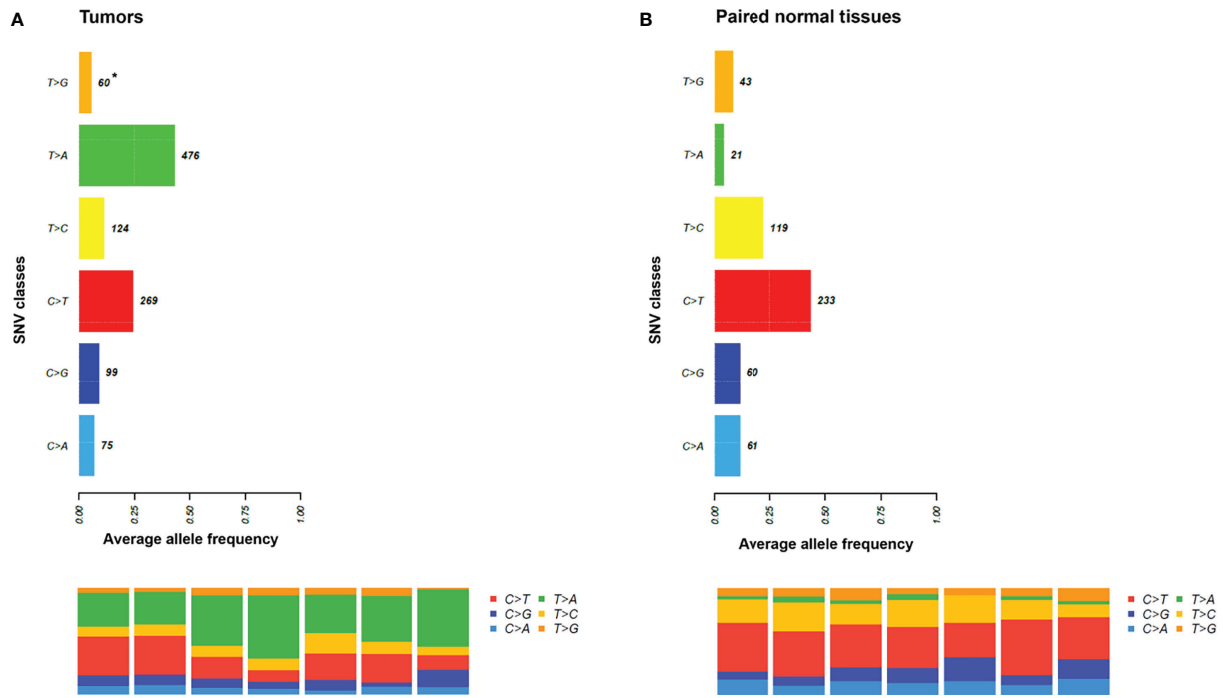 A
Tumors
T>G
60*
T>A
476
T>C
124
C>T
269
C>G
99
C>A
75
SNV classes
0.00 0.25 0.50 0.75 1.00
Average allele frequency
C>T T>A
C>G T>C
C>A T>G
B
Paired normal tissues
T>G
43
T>A
21
T>C
119
C>T
233
C>G
60
C>A
61
SNV classes
0.00 0.25 0.50 0.75 1.00
Average allele frequency
C>T T>A
C>G T>C
C>A T>G